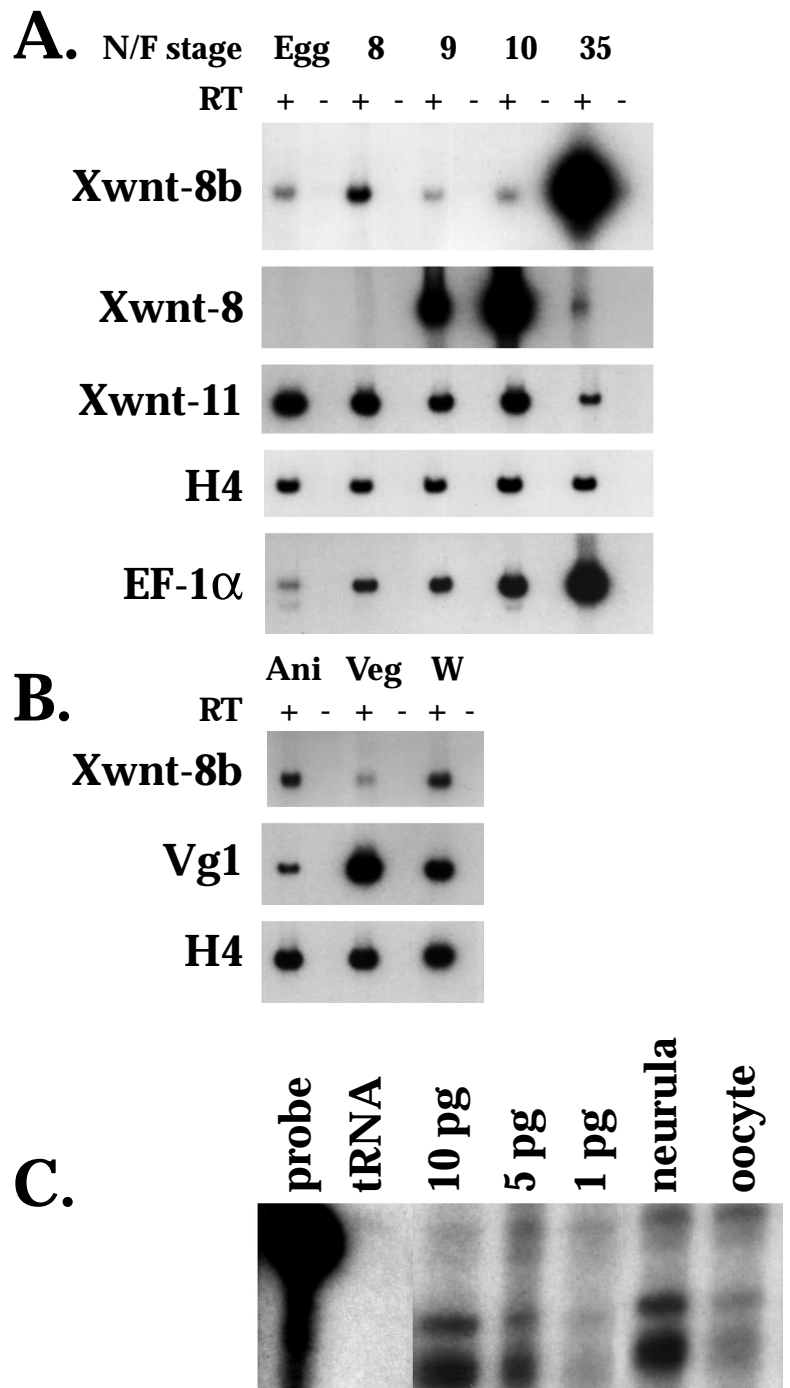 A. N/F stage Egg 8 9 10 35
RT + - + - + - + - + -
Xwnt-8b
Xwnt-8
Xwnt-11
H4
EF-1α
B. Ani Veg W
RT + - + - + -
Xwnt-8b
Vg1
H4
C. probe tRNA 10 pg 5 pg 1 pg neurula oocyte